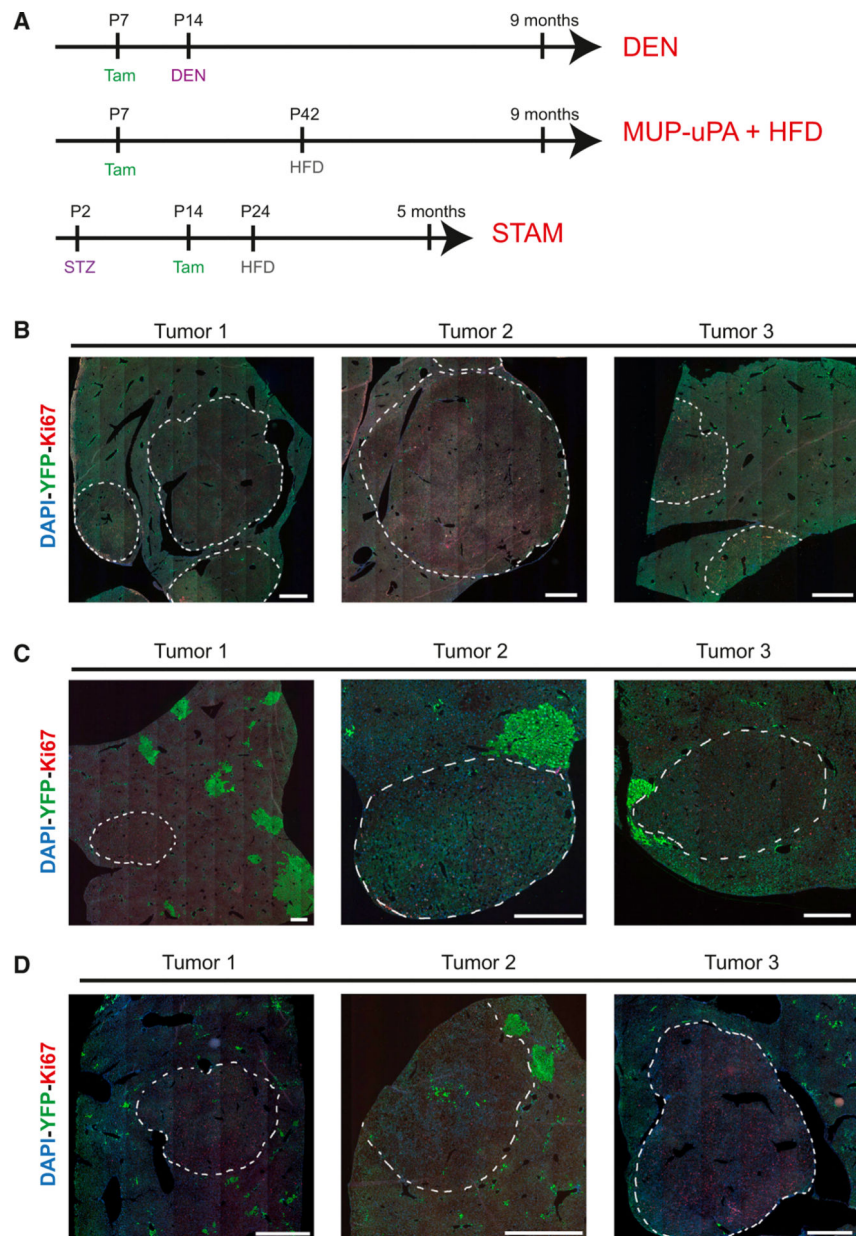 A
P7 P14 9 months
DEN
Tam DEN
P7 P42 9 months
MUP-uPA + HFD
Tam HFD
P2 P14 P24 5 months
STAM
STZ Tam HFD
B
Tumor 1 Tumor 2 Tumor 3
DAPI-YFP-Ki67
C
Tumor 1 Tumor 2 Tumor 3
DAPI-YFP-Ki67
D
Tumor 1 Tumor 2 Tumor 3
DAPI-YFP-Ki67